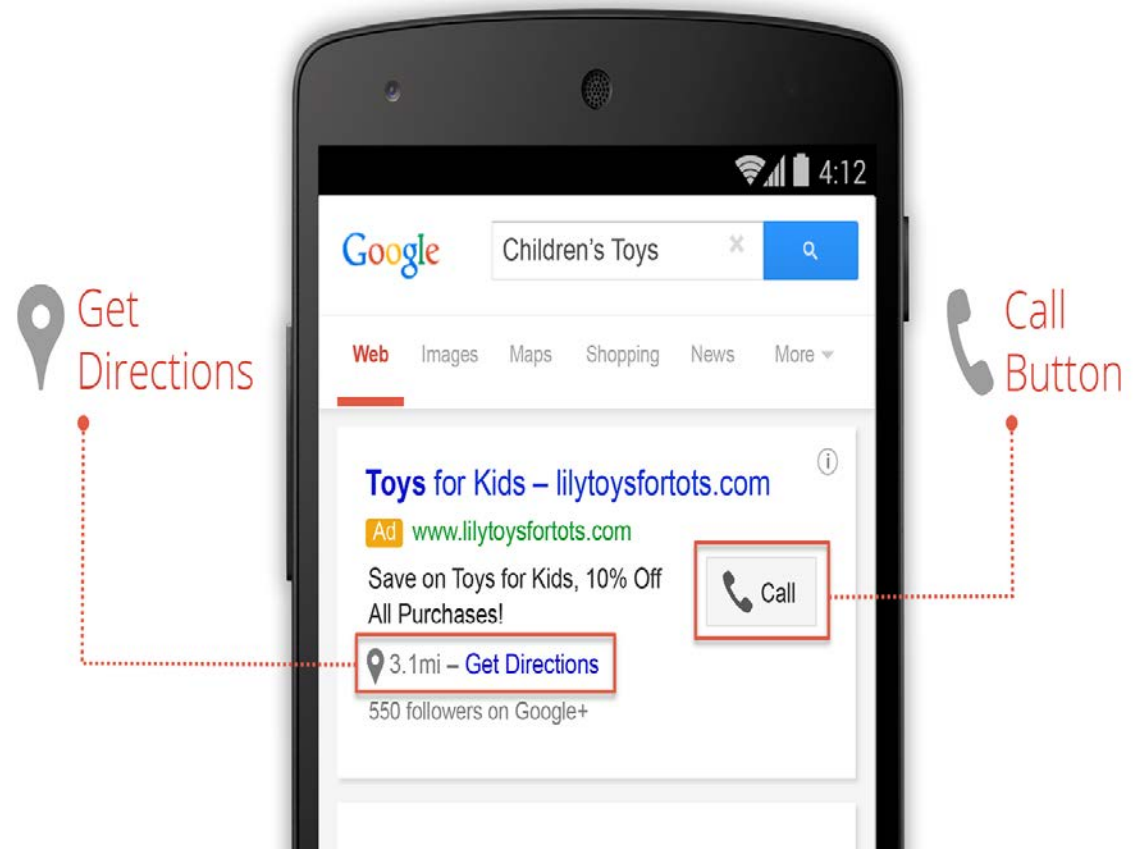 4:12
Google
Children's Toys
Web Images Maps Shopping News More
Get
Directions
Call
Button
Toys for Kids – lilytoysfortots.com
Ad www.lilytoysfortots.com
Save on Toys for Kids, 10% Off
All Purchases!
Call
3.1mi – Get Directions
550 followers on Google+